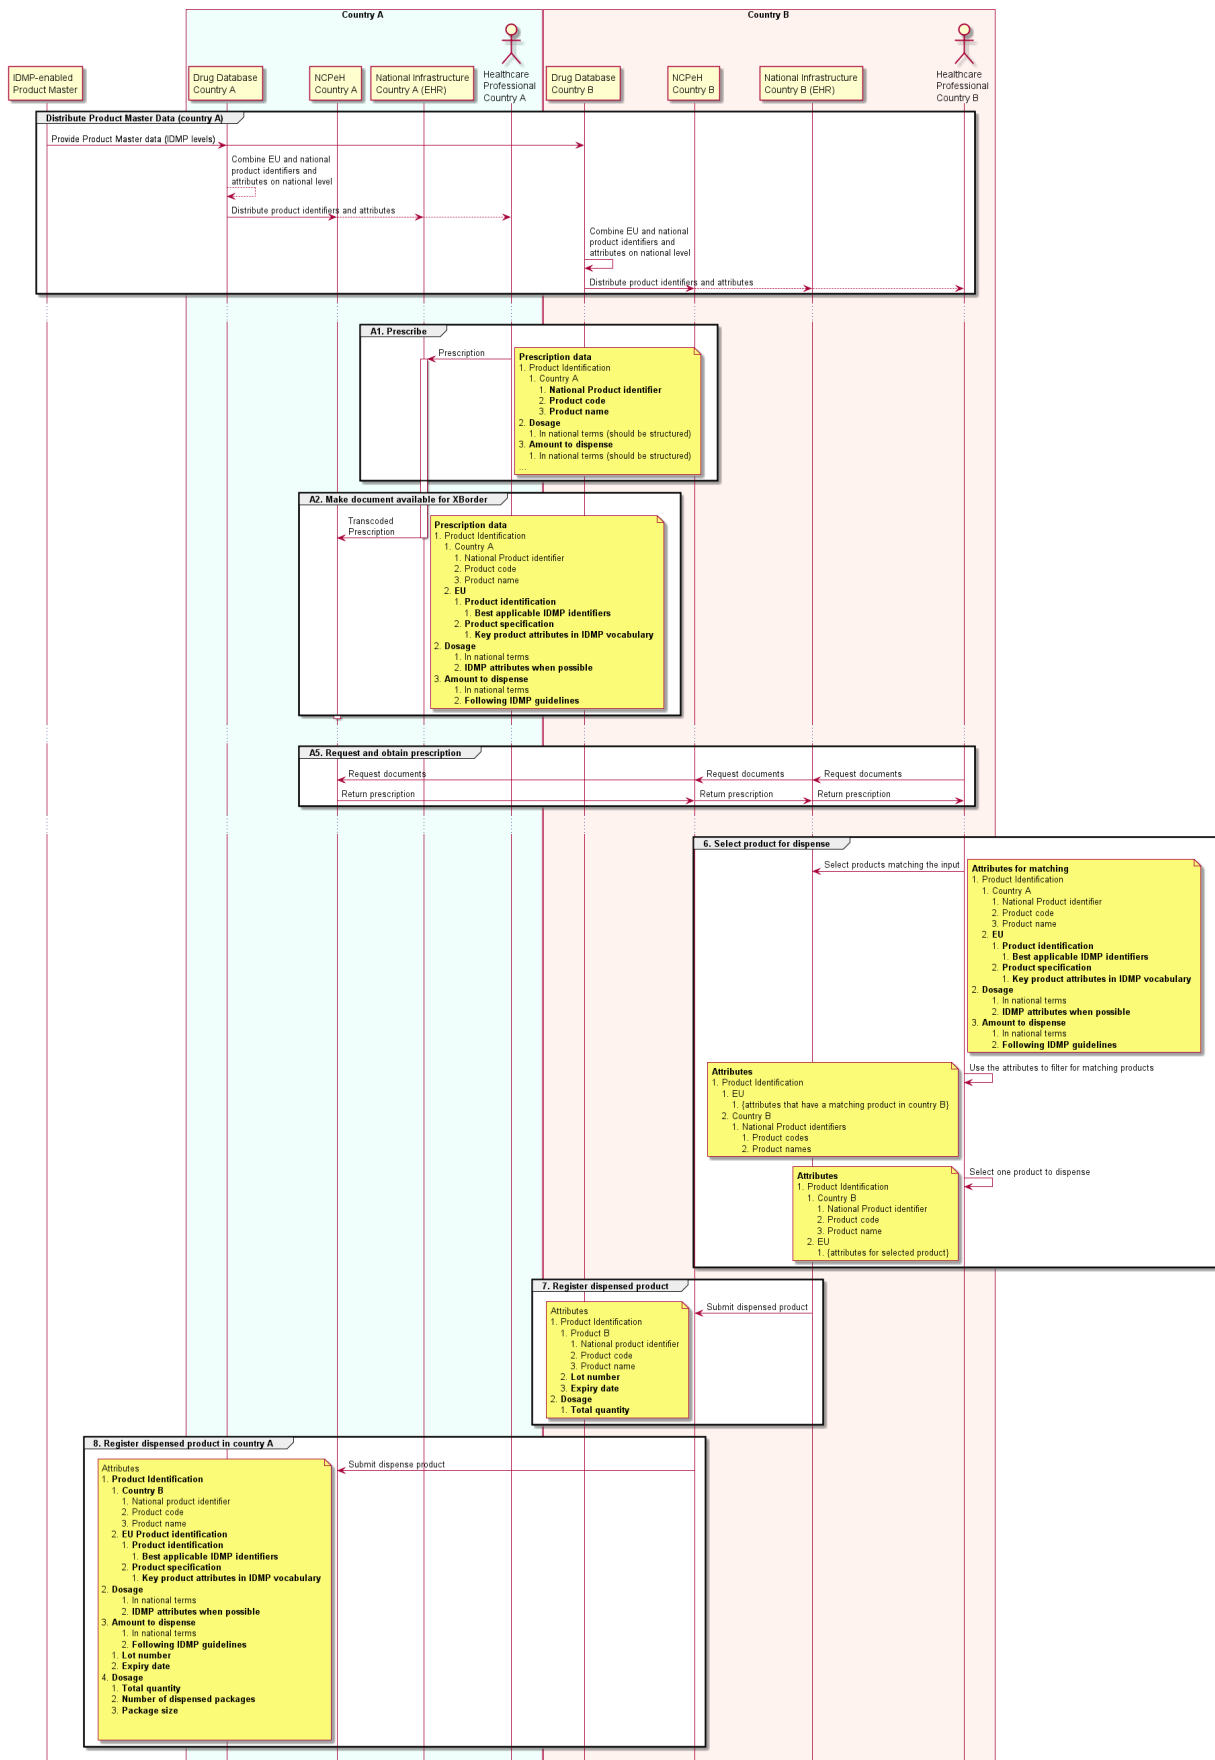 Country A
Country B
IDMP-enabled
Product Master
Drug Database
Country A
NCPeH
Country A
National Infrastructure
Country A (EHR)
Healthcare
Professional
Country A
Drug Database
Country B
NCPeH
Country B
National Infrastructure
Country B (EHR)
Healthcare
Professional
Country B
Distribute Product Master Data (country A)
Provide Product Master data (IDMP levels)
Combine EU and national
product identifiers and
attributes on national level
Distribute product identifiers and attributes
Combine EU and national
product identifiers and
attributes on national level
Distribute product identifiers and attributes
A1. Prescribe
Prescription
Prescription data
1. Product Identification
1. Country A
1. National Product identifier
2. Product code
3. Product name
2. Dosage
1. In national terms (should be structured)
3. Amount to dispense
1. In national terms (should be structured)
...
A2. Make document available for XBorder
Transcoded
Prescription
Prescription data
1. Product Identification
1. Country A
1. National Product identifier
2. Product code
3. Product name
2. EU
1. Product identification
1. Best applicable IDMP identifiers
2. Product specification
1. Key product attributes in IDMP vocabulary
2. Dosage
1. In national terms
2. IDMP attributes when possible
3. Amount to dispense
1. In national terms
2. Following IDMP guidelines
A5. Request and obtain prescription
Request documents
Request documents
Request documents
Return prescription
Return prescription
Return prescription
6. Select product for dispense
Select products matching the input
Attributes for matching
1. Product Identification
1. Country A
1. National Product identifier
2. Product code
3. Product name
2. EU
1. Product identification
1. Best applicable IDMP identifiers
2. Product specification
1. Key product attributes in IDMP vocabulary
2. Dosage
1. In national terms
2. IDMP attributes when possible
3. Amount to dispense
1. In national terms
2. Following IDMP guidelines
Use the attributes to filter for matching products
Attributes
1. Product Identification
1. EU
1. {attributes that have a matching product in country B}
2. Country B
1. National Product identifiers
1. Product codes
2. Product names
Select one product to dispense
Attributes
1. Product Identification
1. Country B
1. National Product identifier
2. Product code
3. Product name
2. EU
1. {attributes for selected product}
7. Register dispensed product
Submit dispensed product
Attributes
1. Product Identification
1. Product B
1. National product identifier
2. Product code
3. Product name
2. Lot number
3. Expiry date
2. Dosage
1. Total quantity
8. Register dispensed product in country A
Submit dispense product
Attributes
1. Product Identification
1. Country B
1. National product identifier
2. Product code
3. Product name
2. EU Product identification
1. Product identification
1. Best applicable IDMP identifiers
2. Product specification
1. Key product attributes in IDMP vocabulary
2. Dosage
1. In national terms
2. IDMP attributes when possible
3. Amount to dispense
1. In national terms
2. Following IDMP guidelines
1. Lot number
2. Expiry date
4. Dosage
1. Total quantity
2. Number of dispensed packages
3. Package size